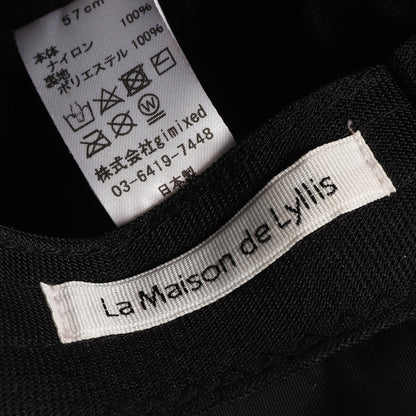 57cm
本体
ナイロン 100%
裏地
ポリエステル 100%
株式会社gimixed
03-6419-7448
日本製
La Maison de Lyllis